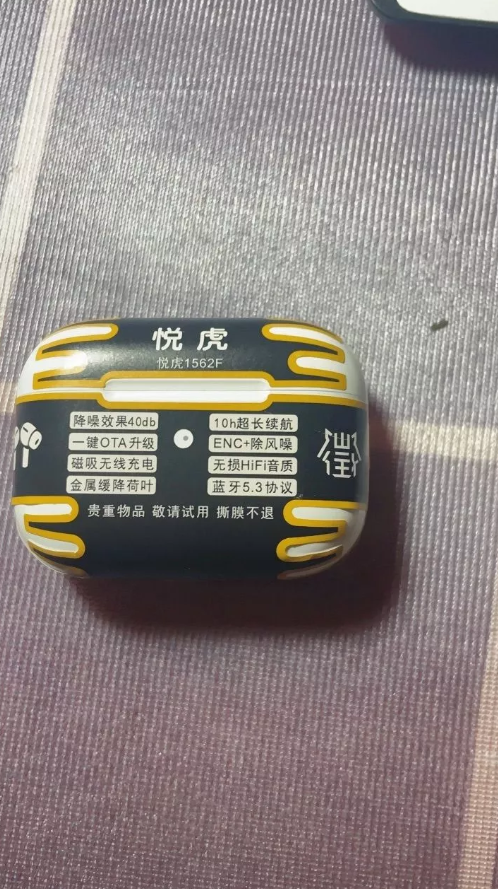 悦虎
悦虎1562F
降噪效果40db
10h超长续航
一键OTA升级
ENC+除风噪
磁吸无线充电
无损HiFi音质
金属缓降荷叶
蓝牙5.3协议
贵重物品 敬请试用 撕膜不退